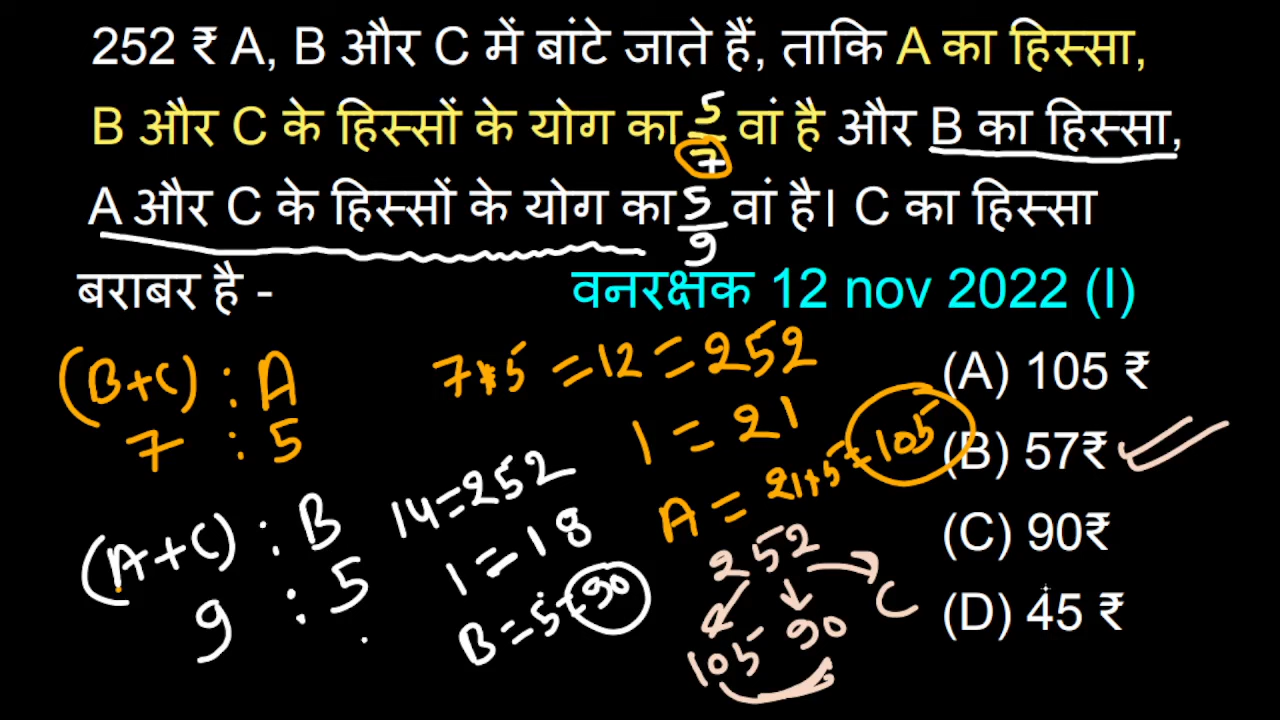 252 ₹ A, B और C में बांटे जाते हैं, ताकि A का हिस्सा,
B और C के हिस्सों के योग का 5/7 वां है और B का हिस्सा,
A और C के हिस्सों के योग का 5/9 वां है। C का हिस्सा
बराबर है - वनरक्षक 12 nov 2022 (I)
(A) 105 ₹
(B) 57₹
(C) 90₹
(D) 45 ₹
(B+C) : A
7 : 5
7+5 = 12 = 252
1 = 21
A = 21+5 = 105
(A+C) : B
9 : 5
14 = 252
1 = 18
B = 5 = 90
252
105 90 C